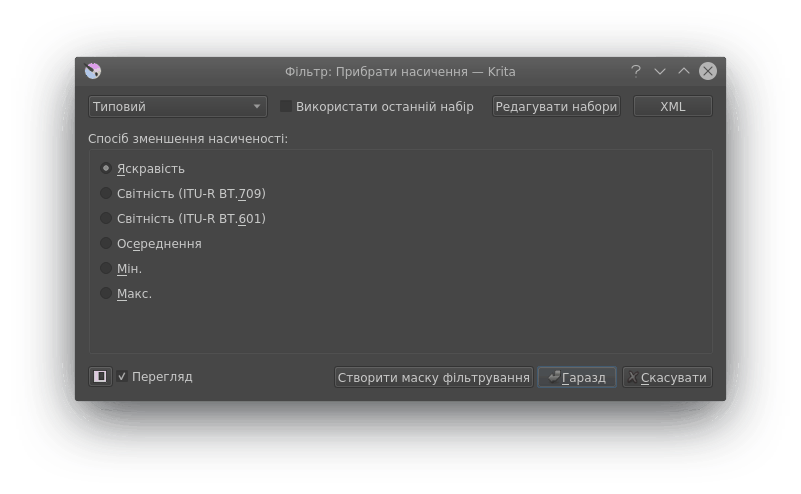 Фільтр: Прибрати насичення — Krita
Типовий Використати останній набір Редагувати набори XML
Спосіб зменшення насиченості:
Яскравість
Світність (ITU-R BT.709)
Світність (ITU-R BT.601)
Осереднення
Мін.
Макс.
Перегляд Створити маску фільтрування Гаразд Скасувати